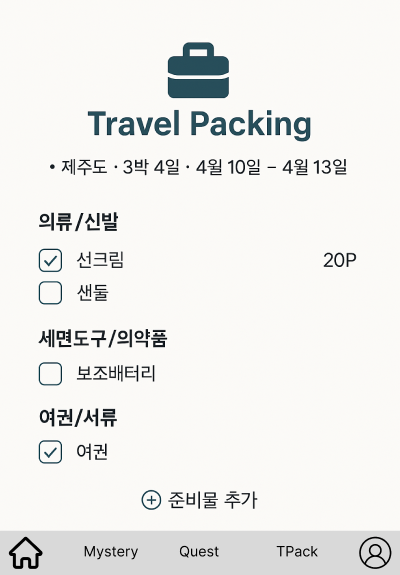 Travel Packing
• 제주도 · 3박 4일 · 4월 10일 – 4월 13일
의류/신발
선크림 20P
샌둘
세면도구/의약품
보조배터리
여권/서류
여권
준비물 추가
Mystery Quest TPack